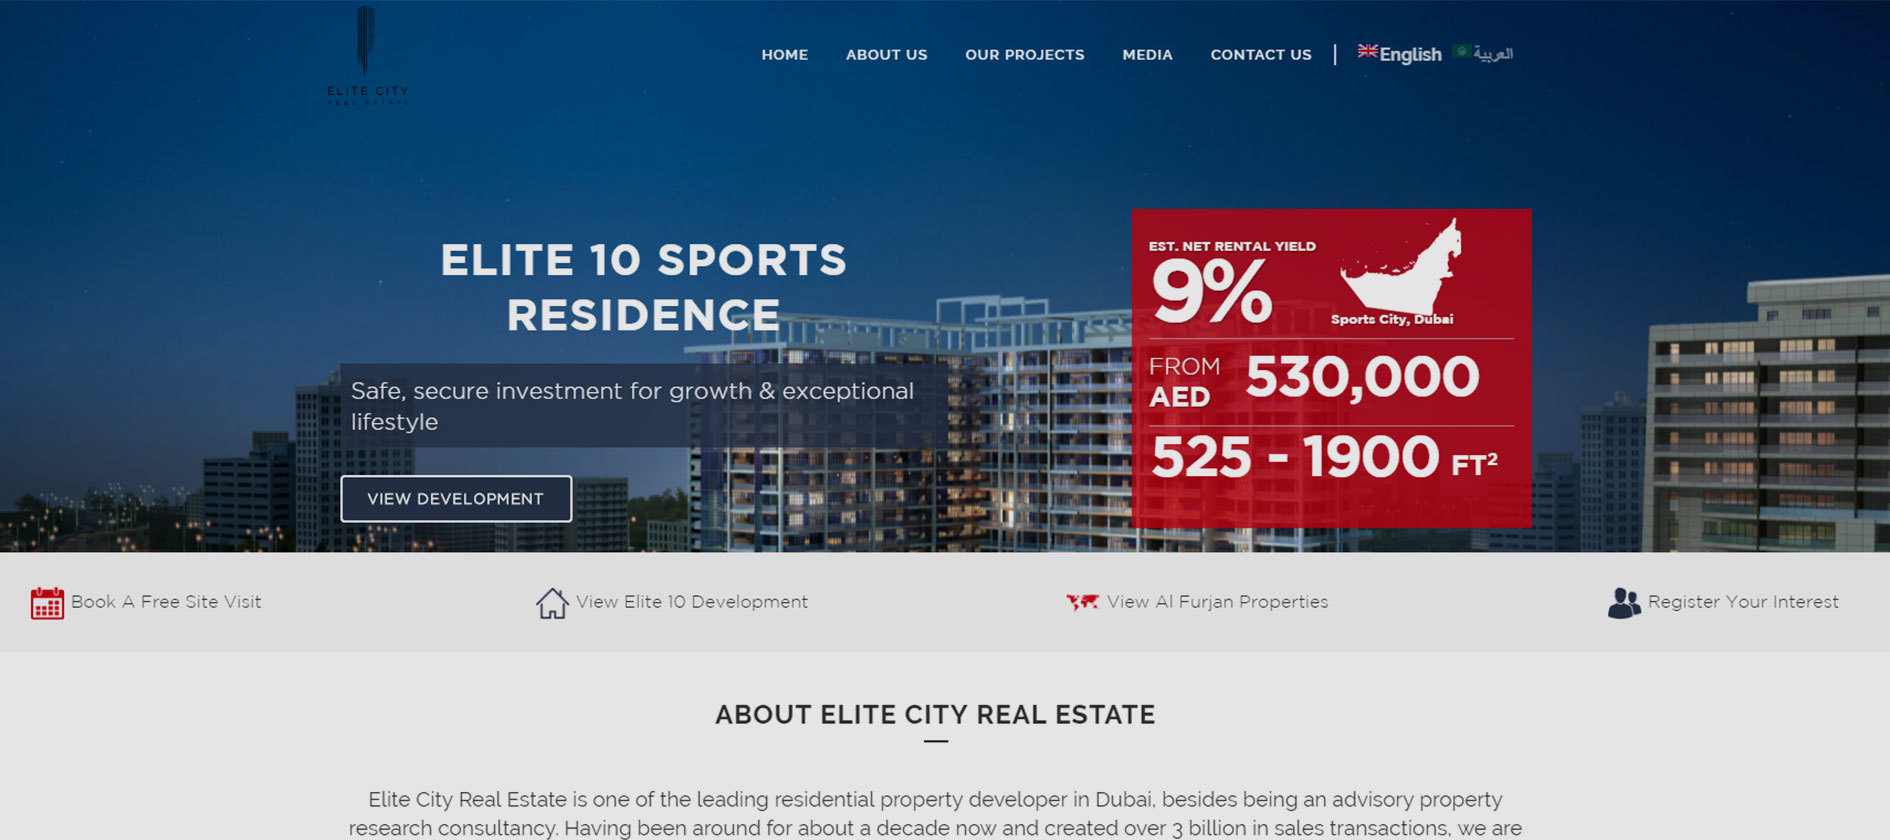 ELITE CITY
REAL ESTATE
HOME
ABOUT US
OUR PROJECTS
MEDIA
CONTACT US
English
العربية
ELITE 10 SPORTS
RESIDENCE
Safe, secure investment for growth & exceptional
lifestyle
VIEW DEVELOPMENT
EST. NET RENTAL YIELD
9%
Sports City, Dubai
FROM
AED
530,000
525 - 1900 FT²
Book A Free Site Visit
View Elite 10 Development
View Al Furjan Properties
Register Your Interest
ABOUT ELITE CITY REAL ESTATE
Elite City Real Estate is one of the leading residential property developer in Dubai, besides being an advisory property
research consultancy. Having been around for about a decade now and created over 3 billion in sales transactions, we are